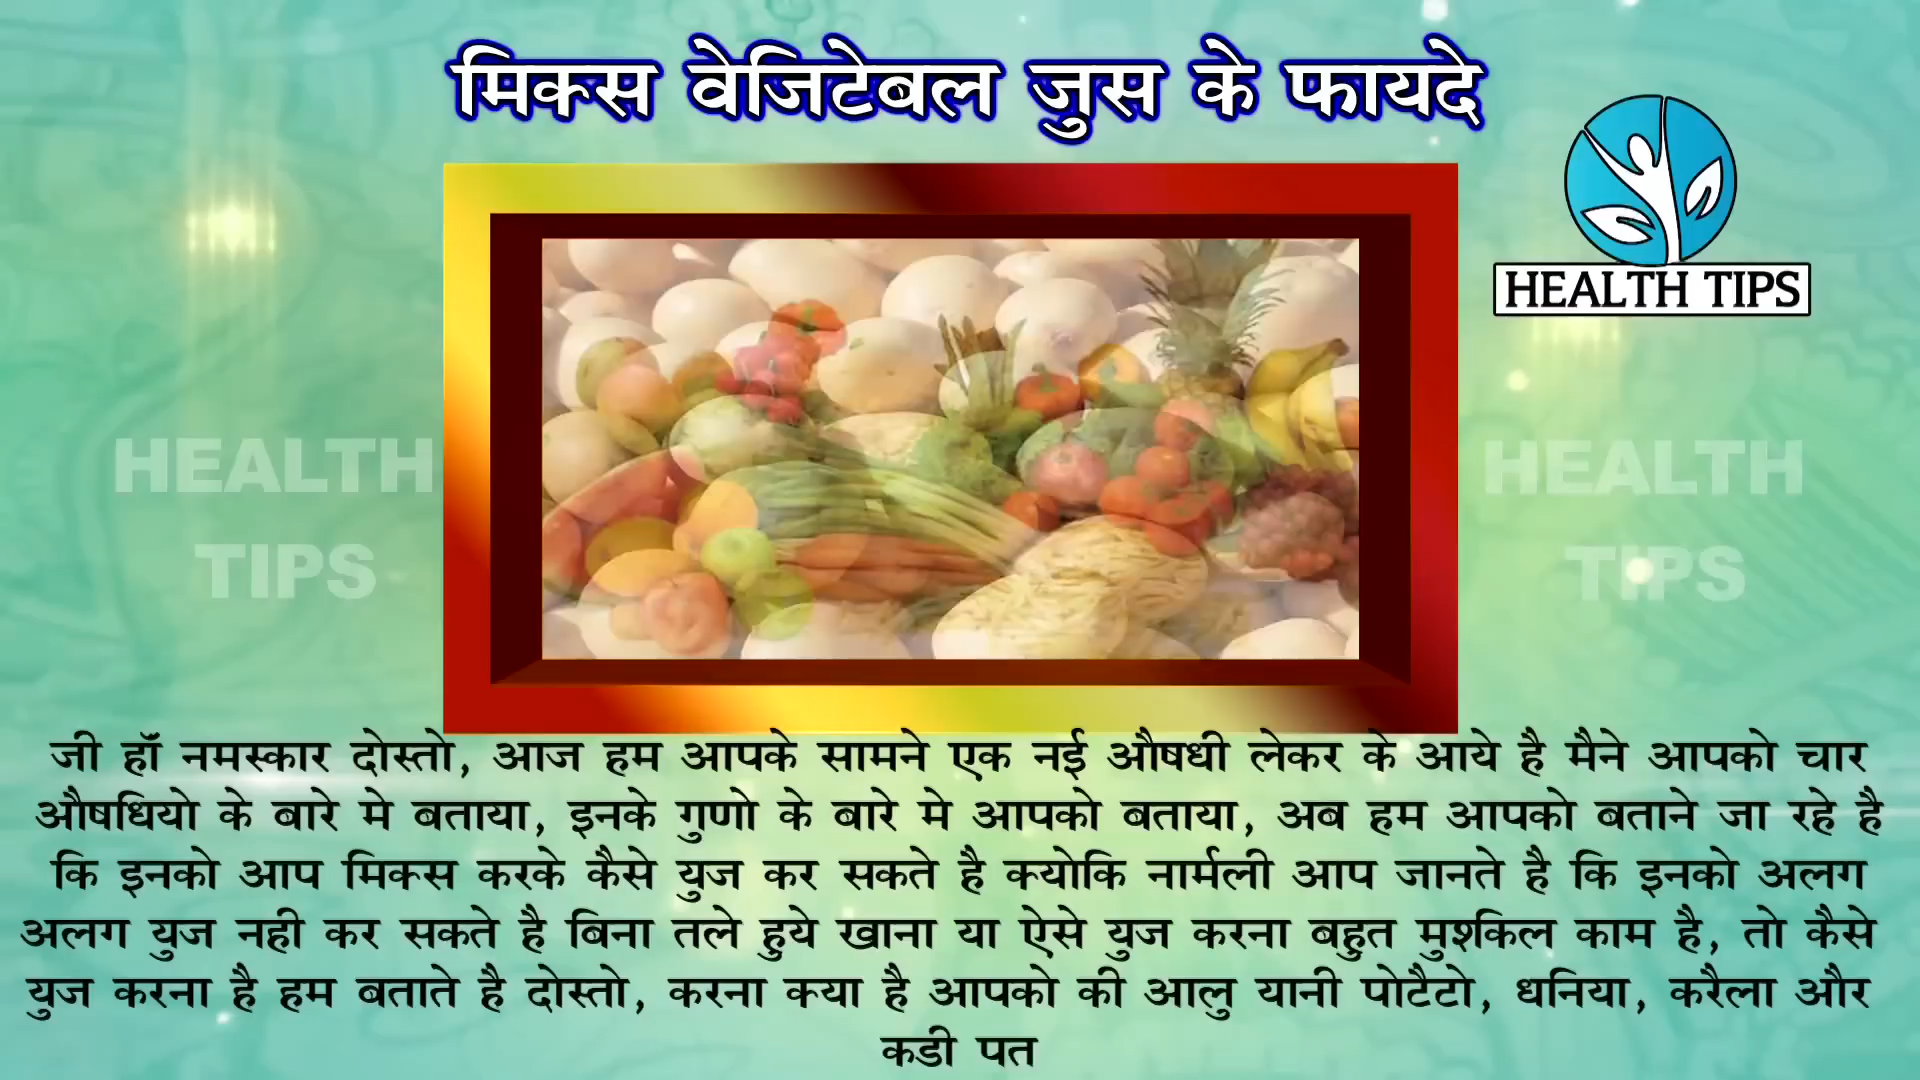 मिक्स वेजिटेबल जुस के फायदे
HEALTH TIPS
HEALTH
TIPS
HEALTH
TIPS
जी हॉ नमस्कार दोस्तो, आज हम आपके सामने एक नई औषधी लेकर के आये है मैने आपको चार
औषधियो के बारे मे बताया, इनके गुणो के बारे मे आपको बताया, अब हम आपको बताने जा रहे है
कि इनको आप मिक्स करके कैसे युज कर सकते है क्योकि नार्मली आप जानते है कि इनको अलग
अलग युज नही कर सकते है बिना तले हुये खाना या ऐसे युज करना बहुत मुश्किल काम है, तो कैसे
युज करना है हम बताते है दोस्तो, करना क्या है आपको की आलु यानी पोटैटो, धनिया, करैला और
कडी पत